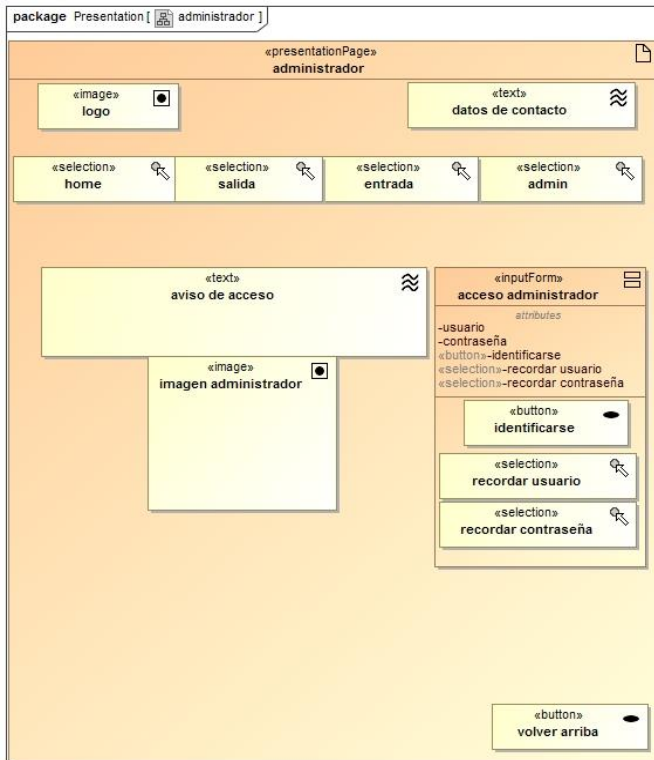 package Presentation [ administrador ]
«presentationPage»
administrador
«image»
logo
«text»
datos de contacto
«selection»
home
«selection»
salida
«selection»
entrada
«selection»
admin
«text»
aviso de acceso
«image»
imagen administrador
«inputForm»
acceso administrador
attributes
-usuario
-contraseña
«button»-identificarse
«selection»-recordar usuario
«selection»-recordar contraseña
«button»
identificarse
«selection»
recordar usuario
«selection»
recordar contraseña
«button»
volver arriba